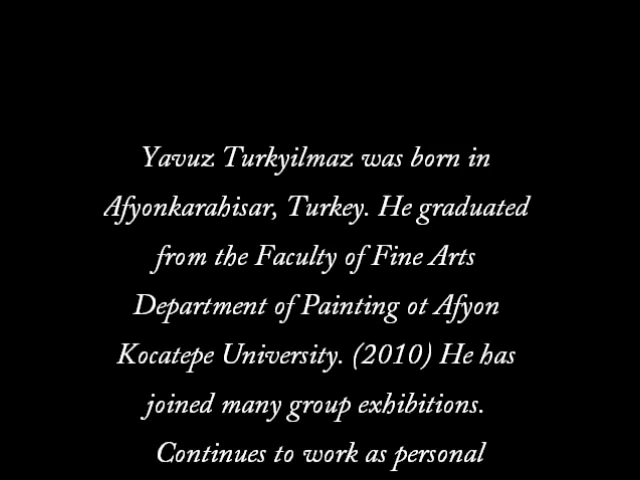 Yavuz Turkyilmaz was born in
Afyonkarahisar, Turkey. He graduated
from the Faculty of Fine Arts
Department of Painting ot Afyon
Kocatepe University. (2010) He has
joined many group exhibitions.
Continues to work as personal